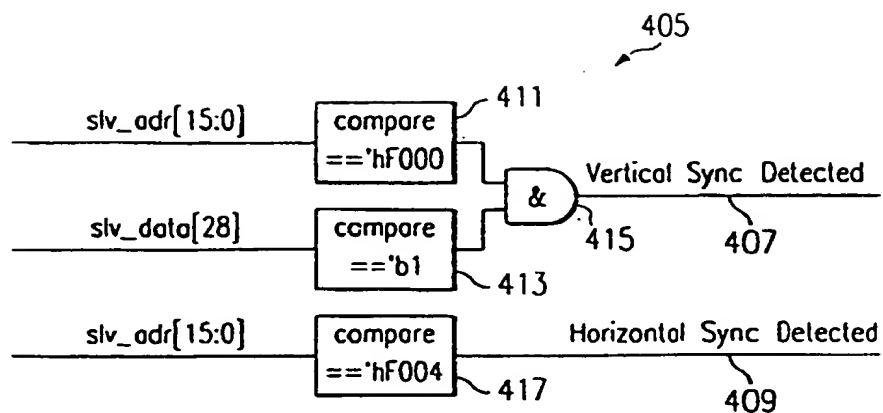 405
slv_adr[15:0]
compare
=='hF000
411
slv_data[28]
compare
=='b1
413
&
415
Vertical Sync Detected
407
slv_adr[15:0]
compare
=='hF004
417
Horizontal Sync Detected
409